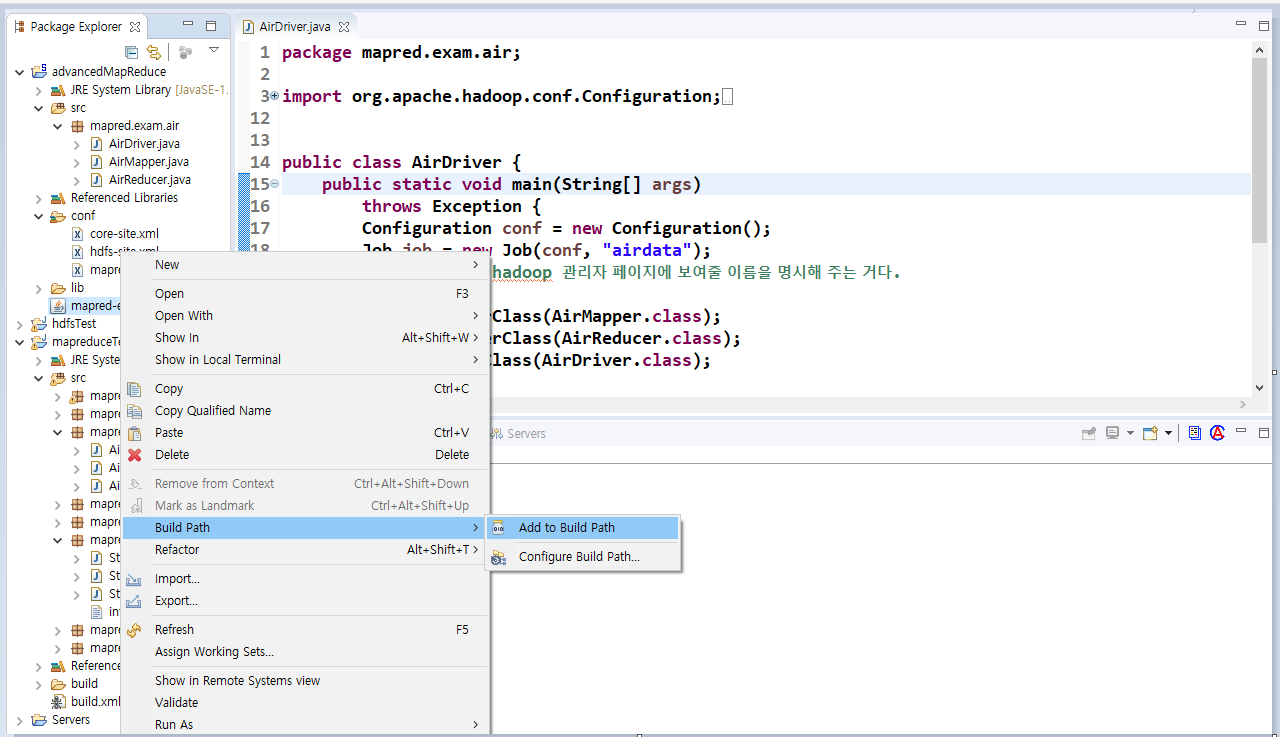 Package Explorer
advancedMapReduce
JRE System Library [JavaSE-1.
src
mapred.exam.air
AirDriver.java
AirMapper.java
AirReducer.java
Referenced Libraries
conf
core-site.xml
hdfs-site.xml
mapre
lib
mapred-e
hdfsTest
mapreduceTe
JRE Syste
src
mapre
mapre
mapre
Ai
Ai
Ai
mapre
mapre
mapre
St
St
St
in
mapre
mapre
Reference
build
build.xml
Servers
AirDriver.java
1 package mapred.exam.air;
2
3 import org.apache.hadoop.conf.Configuration;
12
13
14 public class AirDriver {
15 public static void main(String[] args)
16 throws Exception {
17 Configuration conf = new Configuration();
18 Job job = new Job(conf, "airdata");
hadoop 관리자 페이지에 보여줄 이름을 명시해 주는 거다.
Class(AirMapper.class);
erClass(AirReducer.class);
lass(AirDriver.class);
Servers
New
Open F3
Open With
Show In Alt+Shift+W
Show in Local Terminal
Copy Ctrl+C
Copy Qualified Name
Paste Ctrl+V
Delete Delete
Remove from Context Ctrl+Alt+Shift+Down
Mark as Landmark Ctrl+Alt+Shift+Up
Build Path
Refactor Alt+Shift+T
Import...
Export...
Refresh F5
Assign Working Sets...
Show in Remote Systems view
Validate
Run As
Add to Build Path
Configure Build Path...